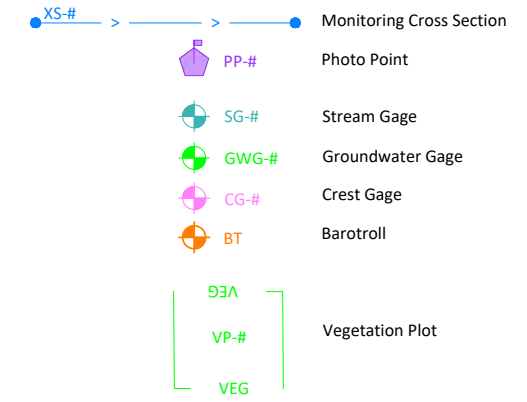 XS-# > > Monitoring Cross Section
PP-# Photo Point
SG-# Stream Gage
GWG-# Groundwater Gage
CG-# Crest Gage
BT Barotroll
VEG
VP-# Vegetation Plot
VEG